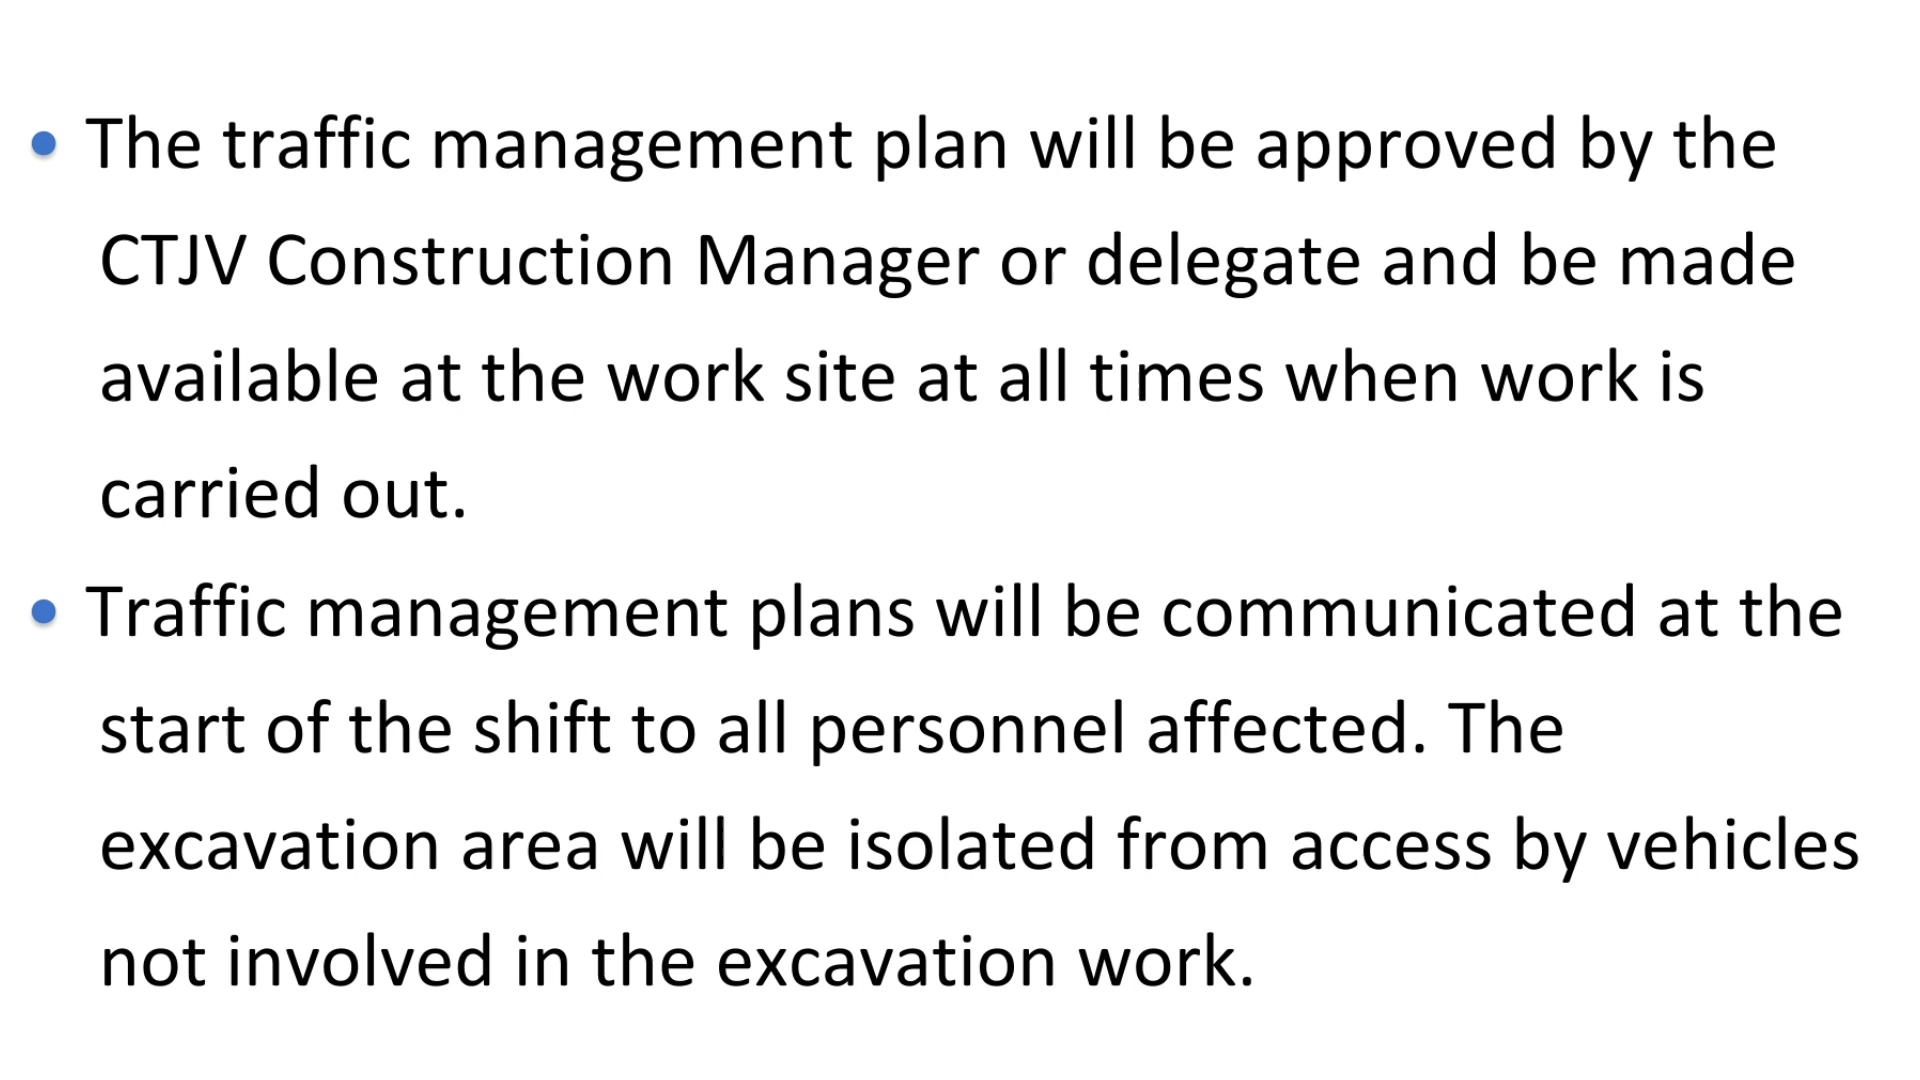 • The traffic management plan will be approved by the
CTJV Construction Manager or delegate and be made
available at the work site at all times when work is
carried out.
• Traffic management plans will be communicated at the
start of the shift to all personnel affected. The
excavation area will be isolated from access by vehicles
not involved in the excavation work.